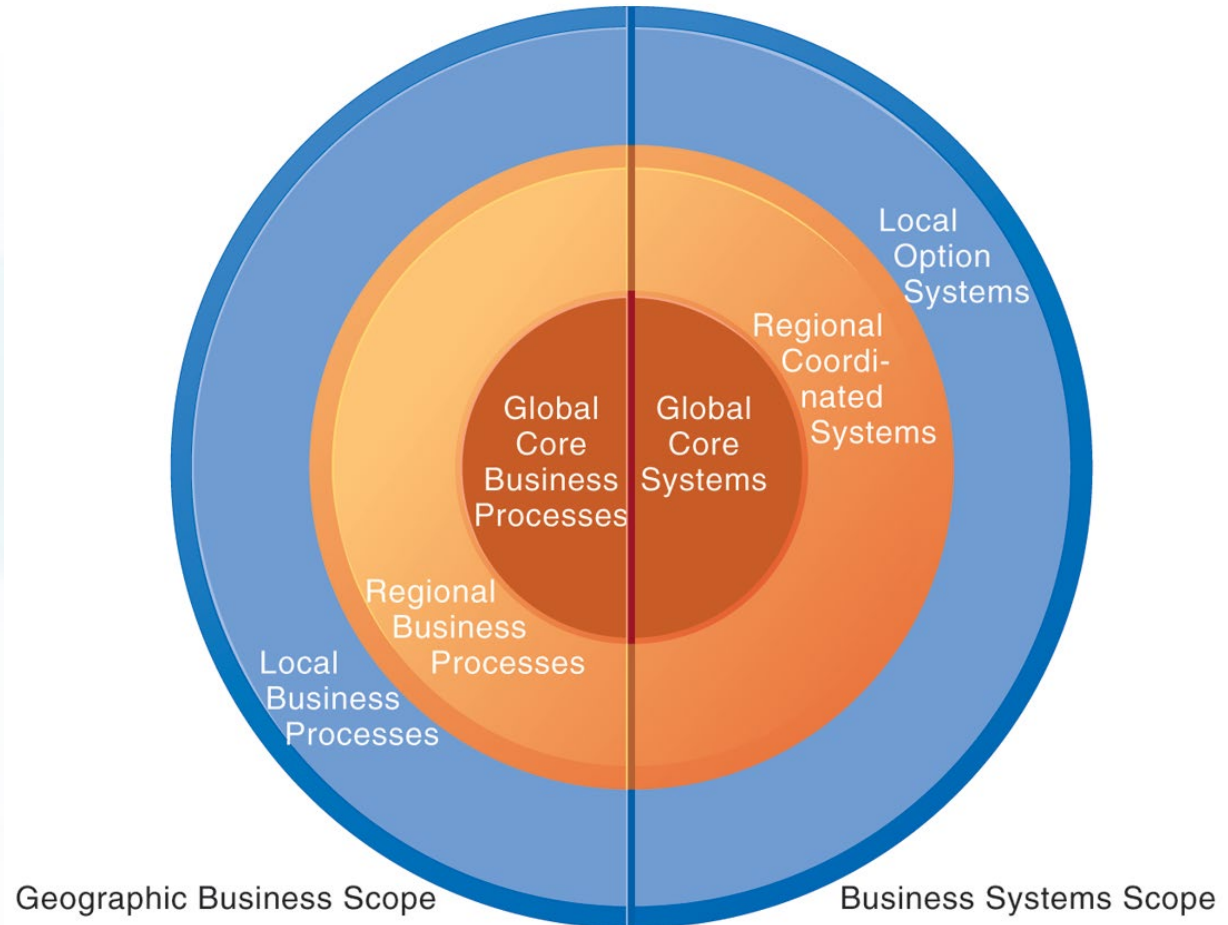 Local
Option
Systems
Regional
Coordi-
nated
Systems
Global
Core
Business
Processes
Global
Core
Systems
Regional
Business
Processes
Local
Business
Processes
Geographic Business Scope
Business Systems Scope